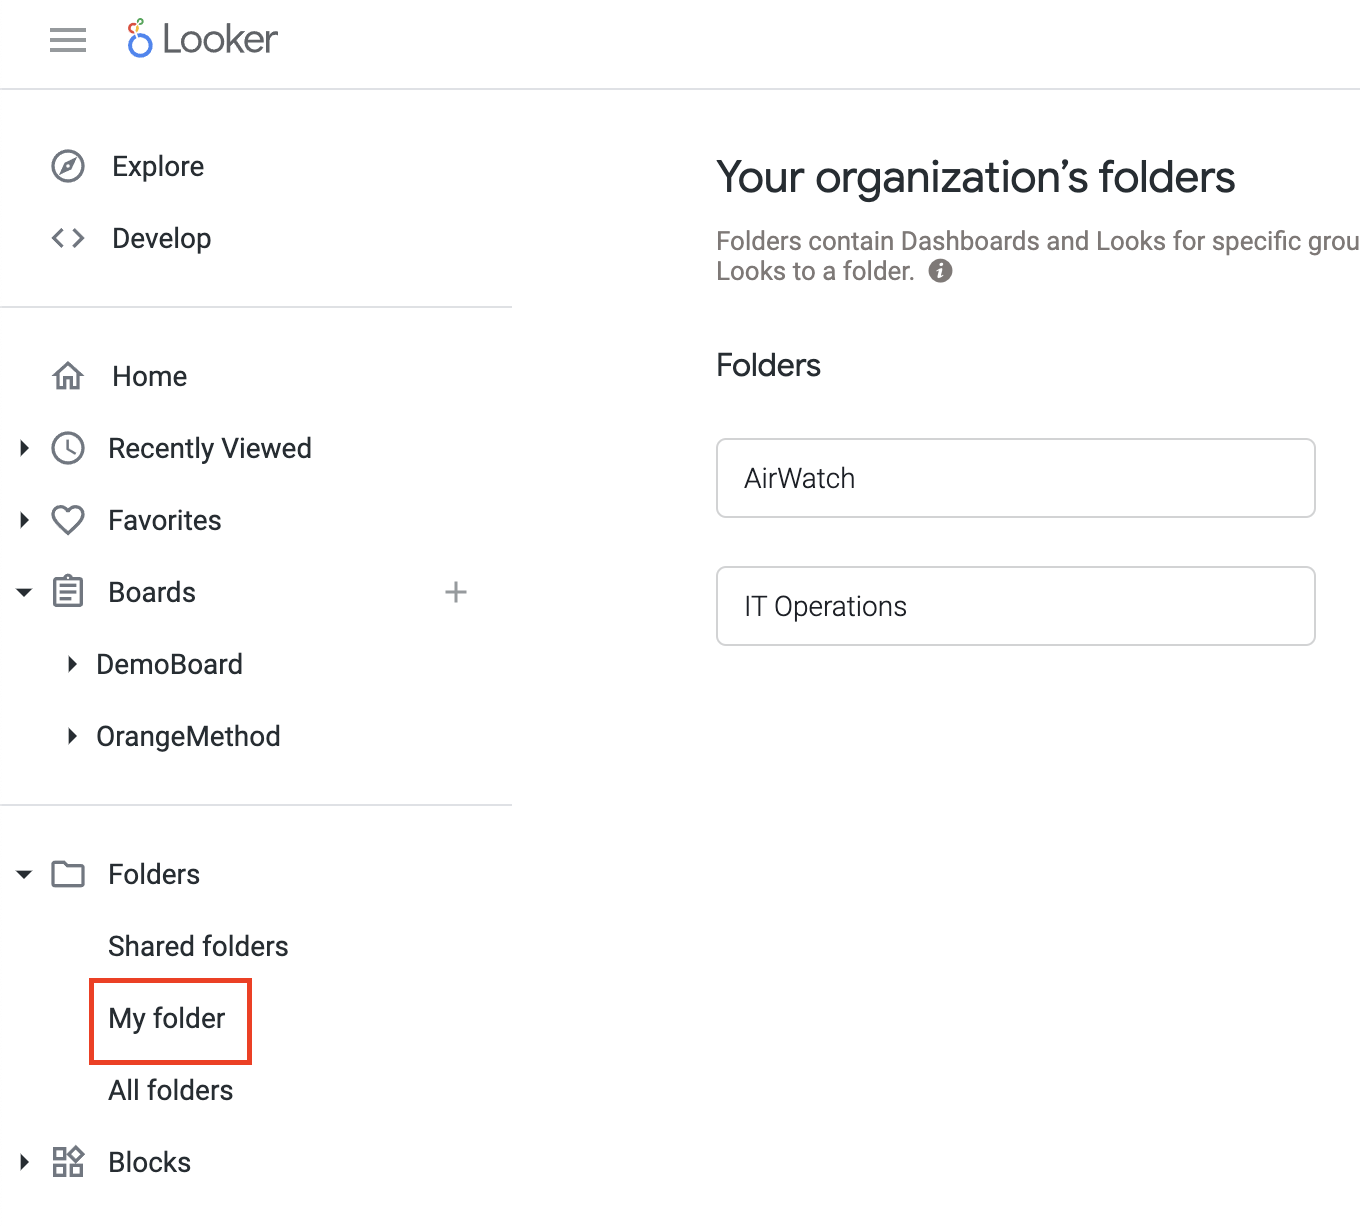 Looker
Explore
Develop
Home
Recently Viewed
Favorites
Boards
DemoBoard
OrangeMethod
Folders
Shared folders
My folder
All folders
Blocks
Your organization’s folders
Folders contain Dashboards and Looks for specific grou
Looks to a folder.
Folders
AirWatch
IT Operations